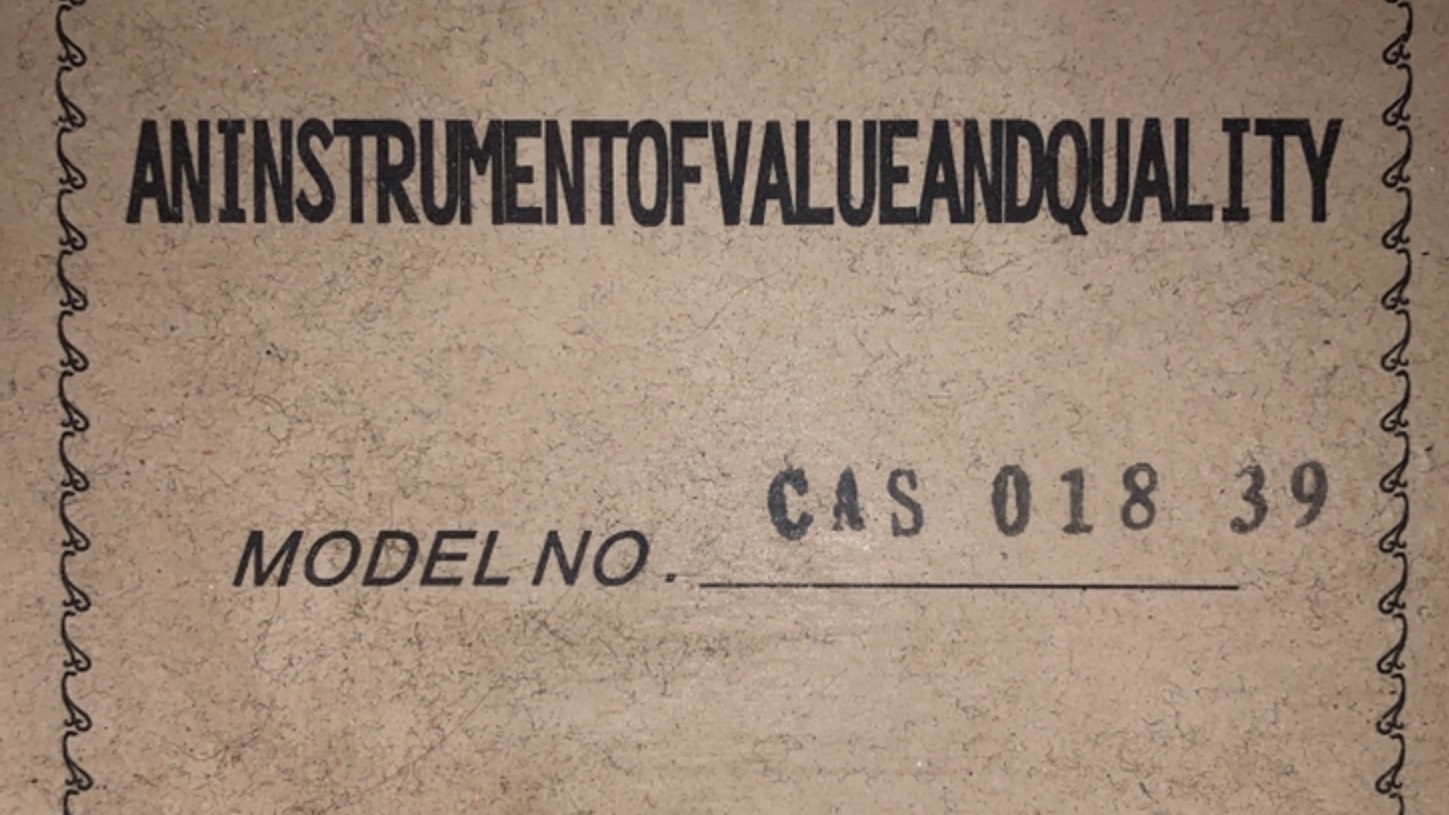 ANINSTRUMENTOFVALUEANDQUALITY
CAS 018 39
MODEL NO.